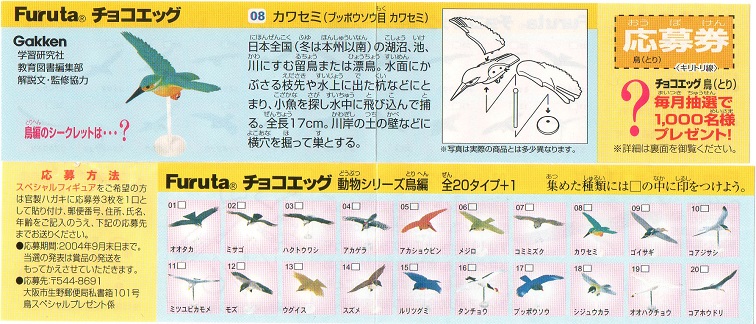 Furuta® チョコエッグ
Gakken
学習研究社
教育図書編集部
解説文・監修協力
鳥編のシークレットは・・・?
08 カワセミ(ブッポウソウ目 カワセミ)
日本全国(冬は本州以南)の湖沼、池、
川にすむ留鳥または漂鳥。水面にか
ぶさる枝先や水上に出た杭などにと
まり、小魚を探し水中に飛び込んで捕
る。全長17cm。川岸の土の壁などに
横穴を掘って巣とする。
※写真は実際の商品とは多少異なります。
おうぼけん
応募券
鳥(とり)
〈キリトリ線〉
チョコエッグ 鳥(とり)
毎月抽選で
1,000名様
プレゼント!
※詳細は裏面を御覧ください。
応募方法
スペシャルフィギュアをご希望の方
は官製ハガキに応募券3枚を1口とし
て貼り付け、郵便番号、住所、氏名、
年齢をご記入のうえ、下記の応募先
までお送りください。
●応募期間:2004年9月末日まで。
当選の発表は賞品の発送を
もってかえさせていただきます。
●応募先:〒544-8691
大阪市生野郵便局私書箱101号
鳥スペシャルプレゼント係
Furuta® チョコエッグ 動物シリーズ鳥編 全20タイプ+1
集めた種類には□の中に印をつけよう。
01 02 03 04 05 06 07 08 09 10
オオタカ ミサゴ ハクトウワシ アカゲラ アカショウビン メジロ コミミズク カワセミ ゴイサギ コアジサシ
11 12 13 14 15 16 17 18 19 20
ミツユビカモメ モズ ウグイス スズメ ルリツグミ タンチョウ ブッポウソウ シジュウカラ オオハクチョウ コアホウドリ